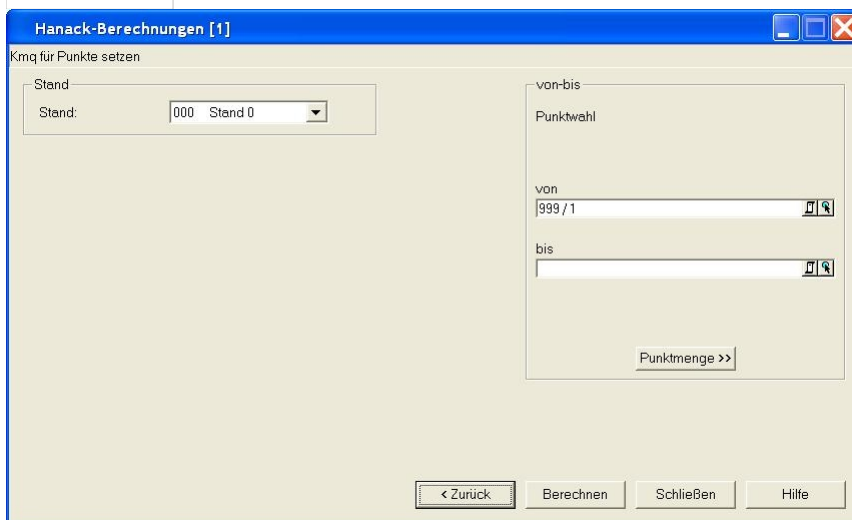 Hanack-Berechnungen [1]
Kmq für Punkte setzen
Stand
Stand:
000 Stand 0
von-bis
Punktwahl
von
999 / 1
bis
Punktmenge >>
< Zurück
Berechnen
Schließen
Hilfe